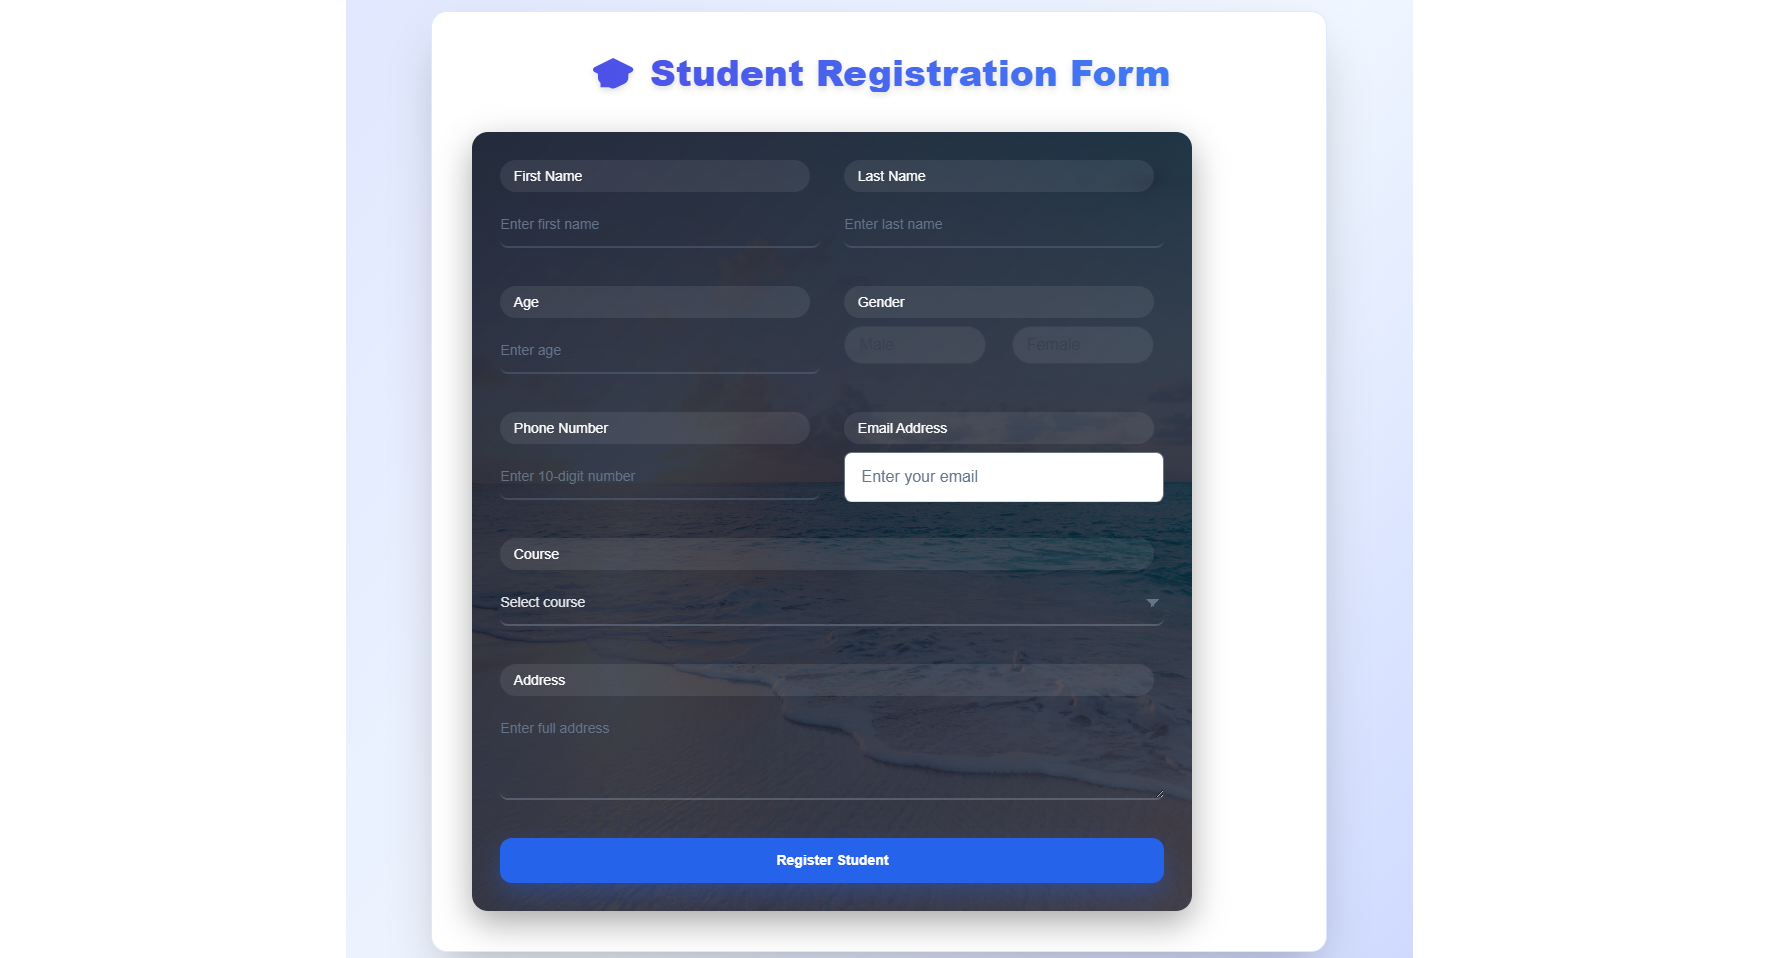 Student Registration Form
First Name
Last Name
Enter first name
Enter last name
Age
Gender
Enter age
Male
Female
Phone Number
Email Address
Enter 10-digit number
Enter your email
Course
Select course
Address
Enter full address
Register Student